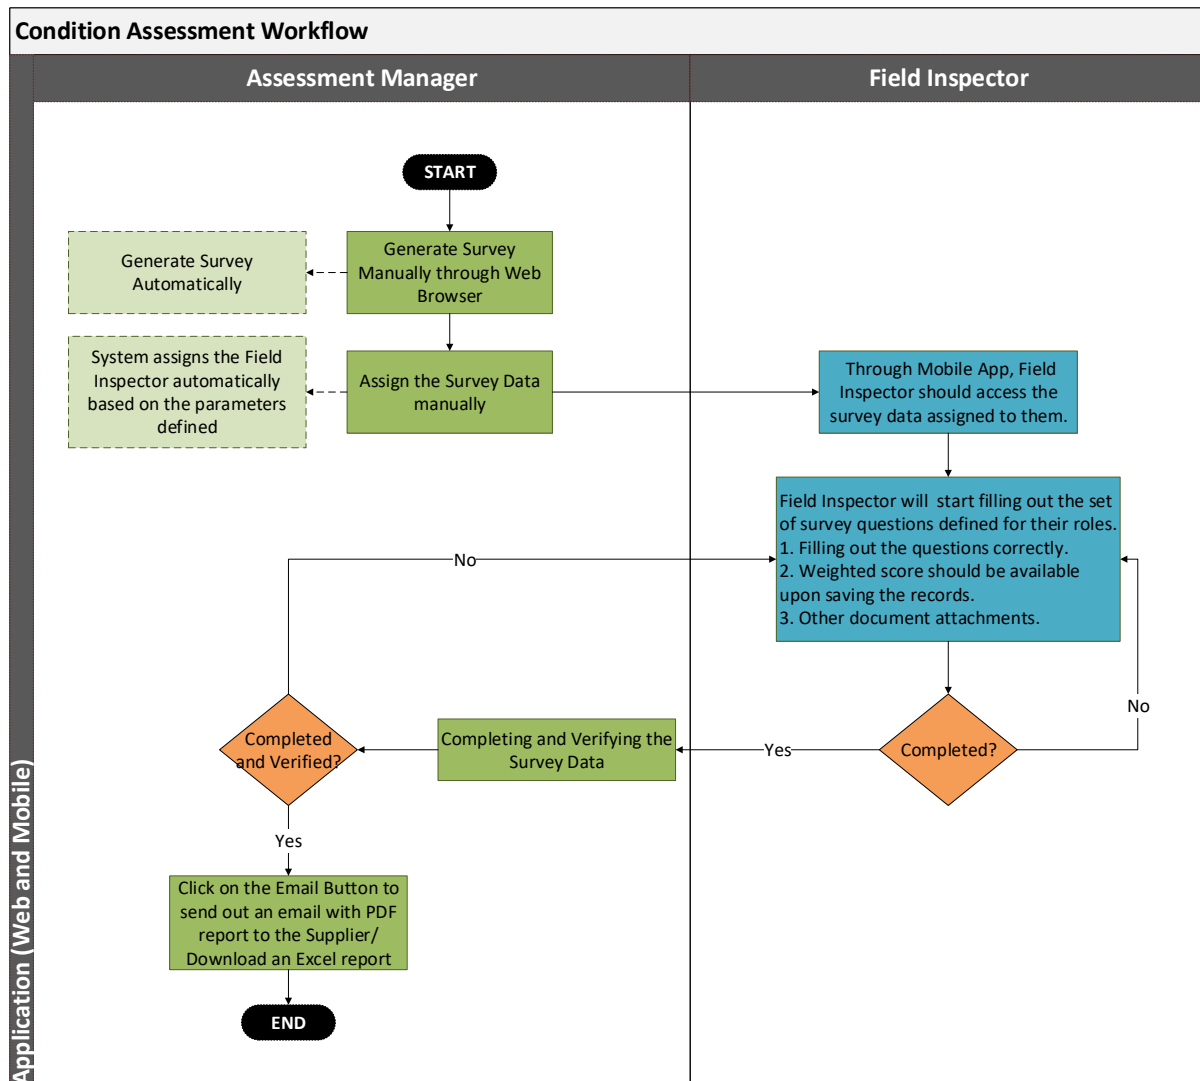 Condition Assessment Workflow
Assessment Manager
Field Inspector
Application (Web and Mobile)
START
Generate Survey
Automatically
Generate Survey
Manually through Web
Browser
System assigns the Field
Inspector automatically
based on the parameters
defined
Assign the Survey Data
manually
Through Mobile App, Field
Inspector should access the
survey data assigned to them.
Field Inspector will  start filling out the set
of survey questions defined for their roles.
1. Filling out the questions correctly.
2. Weighted score should be available
upon saving the records.
3. Other document attachments.
No
No
Completed?
Yes
Completing and Verifying the
Survey Data
Completed
and Verified?
Yes
Click on the Email Button to
send out an email with PDF
report to the Supplier/
Download an Excel report
END